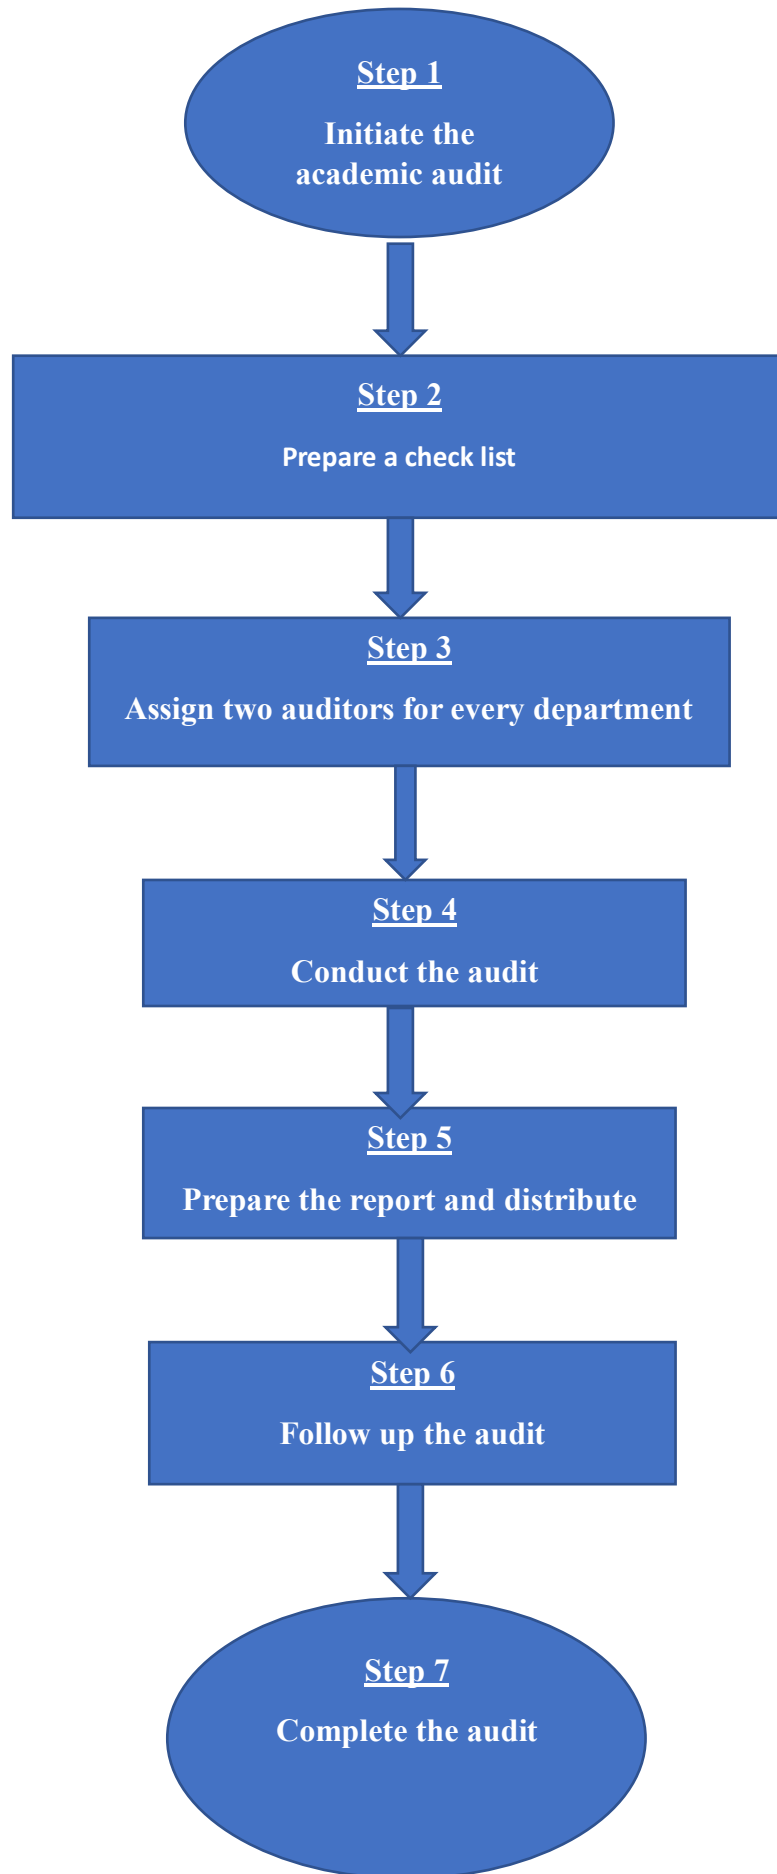 Step 1
Initiate the
academic audit
Step 2
Prepare a check list
Step 3
Assign two auditors for every department
Step 4
Conduct the audit
Step 5
Prepare the report and distribute
Step 6
Follow up the audit
Step 7
Complete the audit